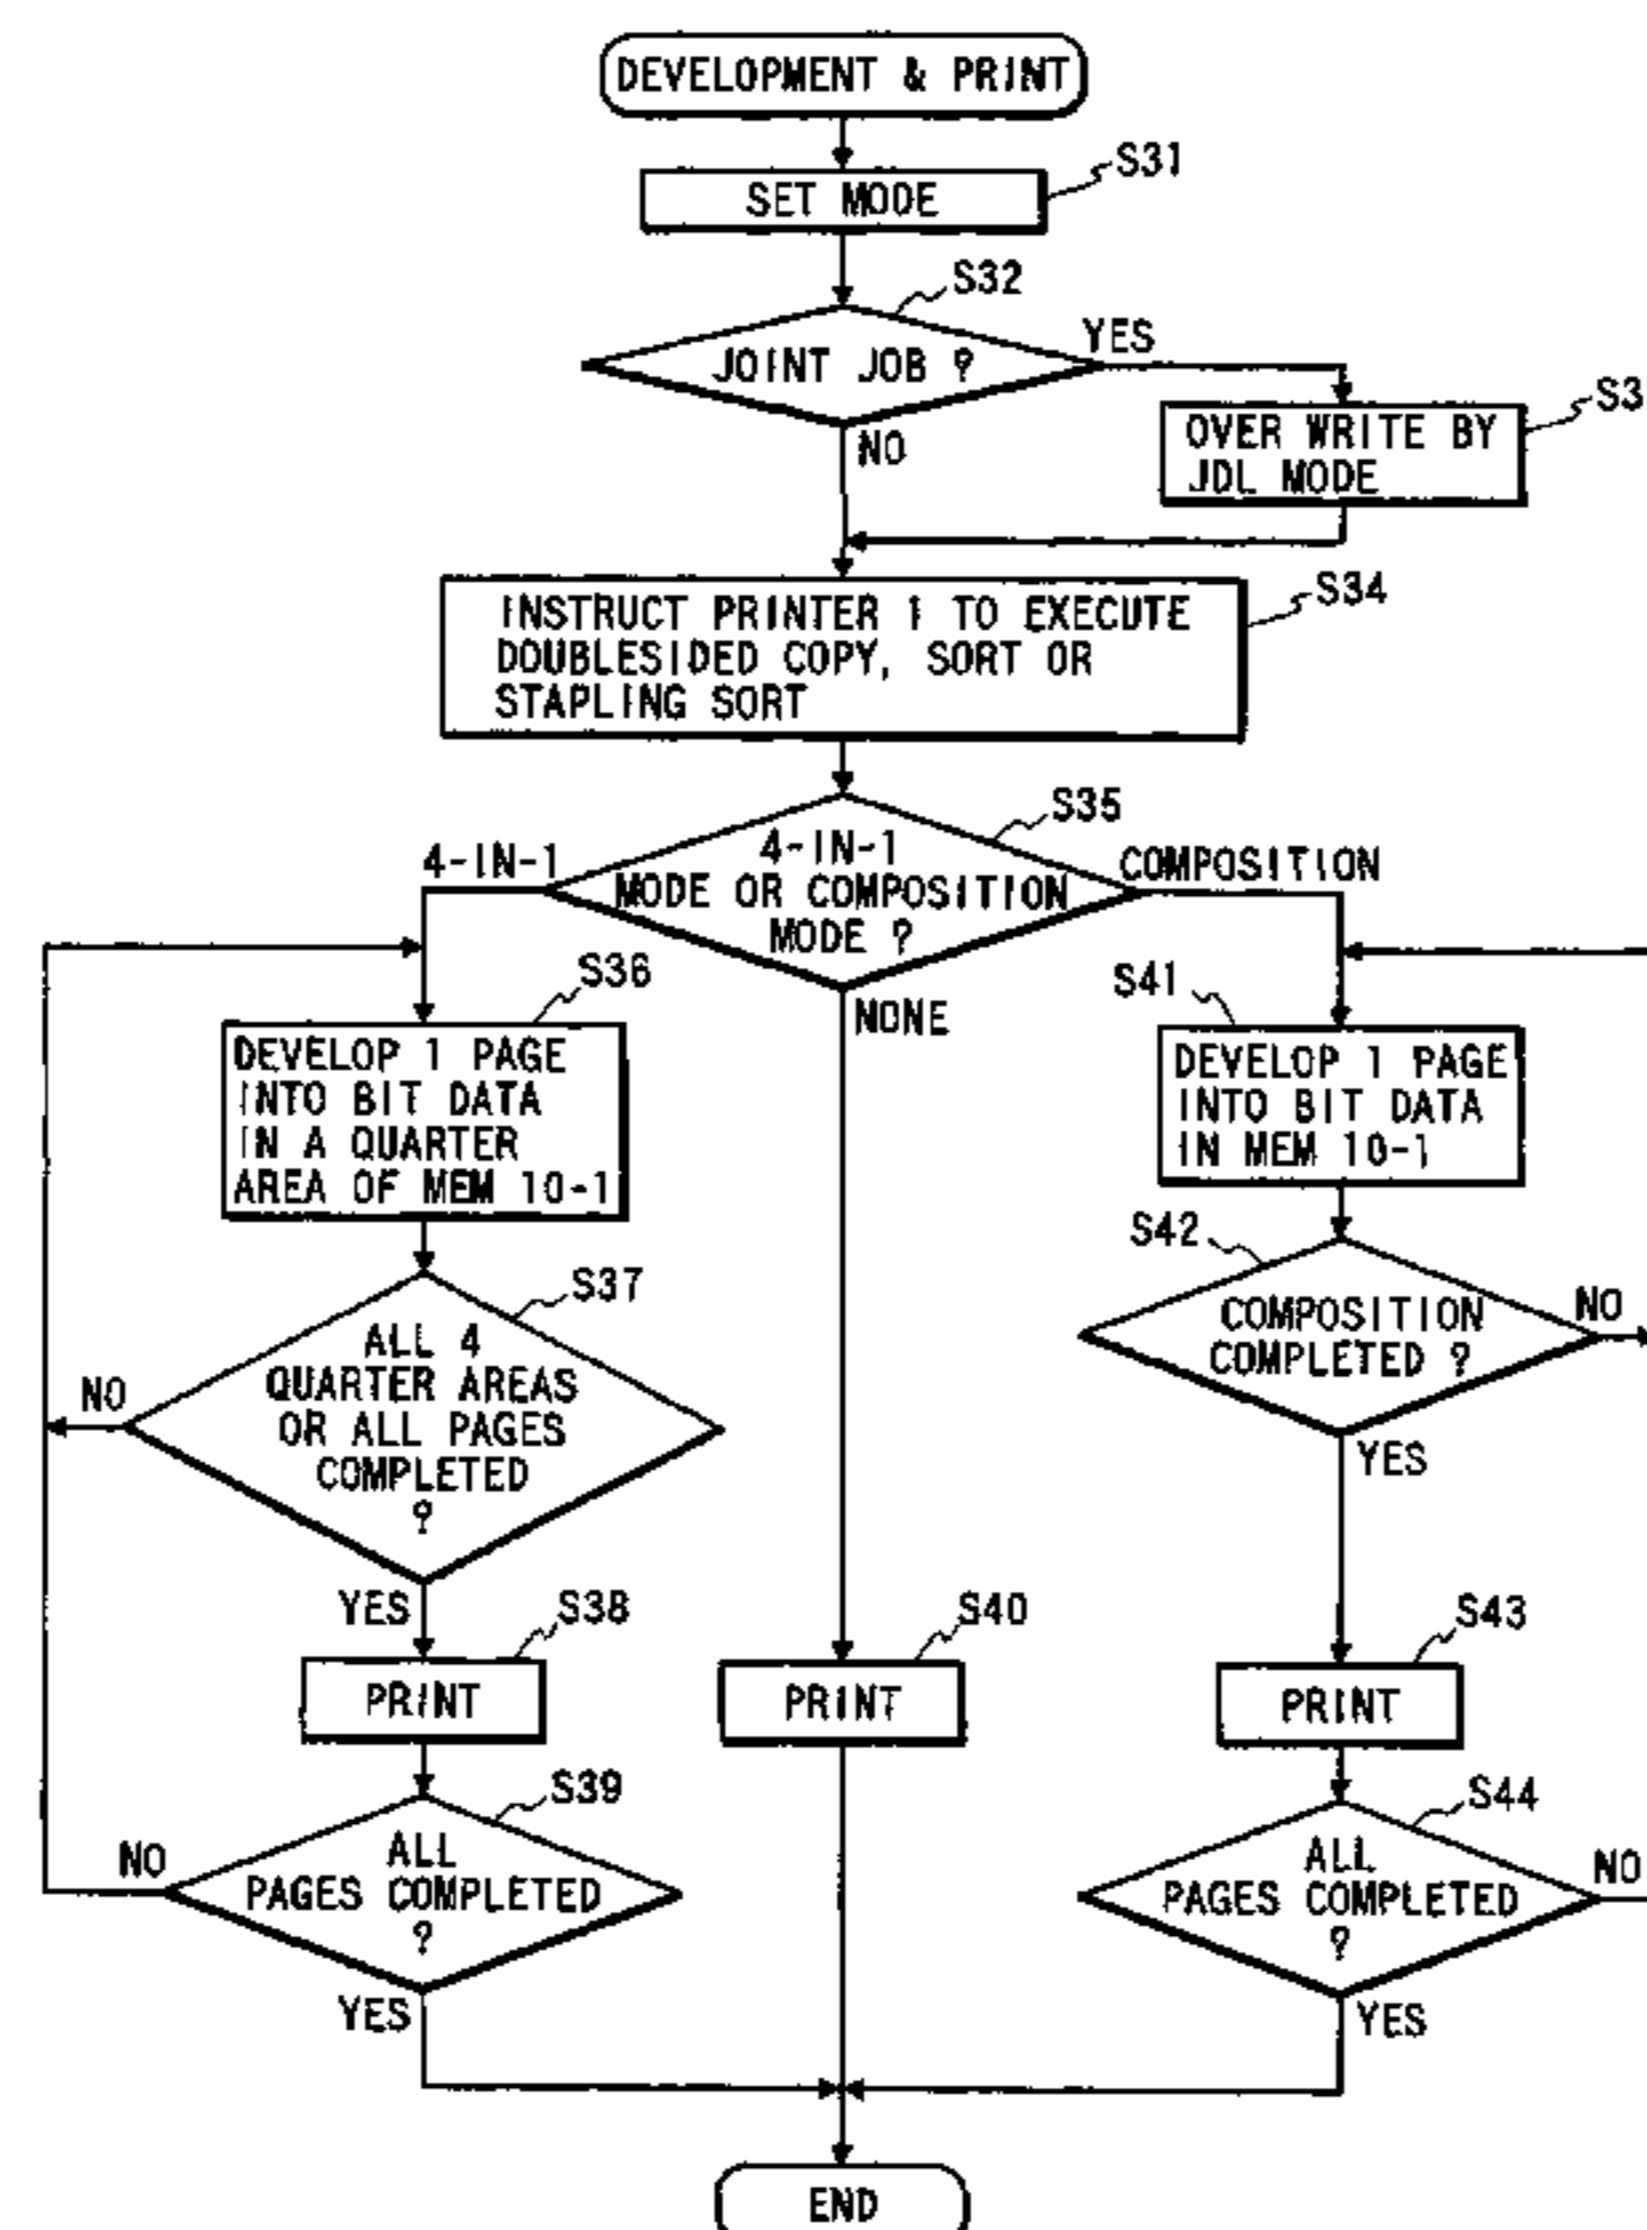 DEVELOPMENT & PRINT
S31
SET MODE
S32
JOINT JOB ?
YES
NO
S3
OVER WRITE BY
JDL MODE
S34
INSTRUCT PRINTER 1 TO EXECUTE
DOUBLESIDED COPY, SORT OR
STAPLING SORT
S35
4-IN-1
MODE OR COMPOSITION
MODE ?
4-IN-1
COMPOSITION
NONE
S36
DEVELOP 1 PAGE
INTO BIT DATA
IN A QUARTER
AREA OF MEM 10-1
S41
DEVELOP 1 PAGE
INTO BIT DATA
IN MEM 10-1
S37
ALL 4
QUARTER AREAS
OR ALL PAGES
COMPLETED
?
NO
YES
S42
COMPOSITION
COMPLETED ?
NO
YES
S38
PRINT
S40
PRINT
S43
PRINT
S39
ALL
PAGES COMPLETED
?
NO
YES
S44
ALL
PAGES COMPLETED
?
NO
YES
END